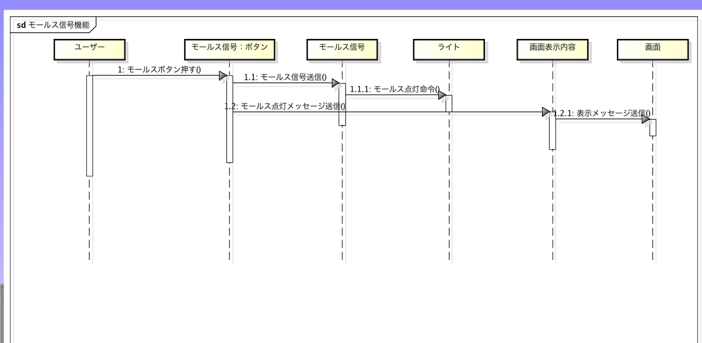 sd モールス信号機能
ユーザー
モールス信号：ボタン
モールス信号
ライト
画面表示内容
画面
1: モールスボタン押す()
1.1: モールス信号送信()
1.1.1: モールス点灯命令()
1.2: モールス点灯メッセージ送信()
1.2.1: 表示メッセージ送信()